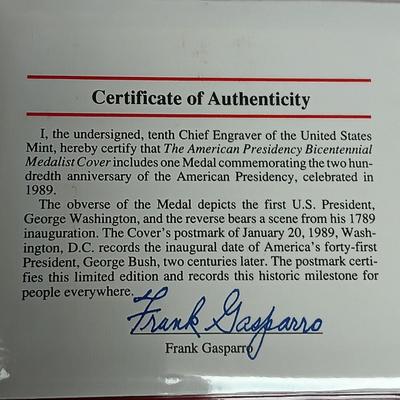 Certificate of Authenticity
I, the undersigned, tenth Chief Engraver of the United States
Mint, hereby certify that The American Presidency Bicentennial
Medalist Cover includes one Medal commemorating the two hun-
dredth anniversary of the American Presidency, celebrated in
1989.
The obverse of the Medal depicts the first U.S. President,
George Washington, and the reverse bears a scene from his 1789
inauguration. The Cover's postmark of January 20, 1989, Wash-
ington, D.C. records the inaugural date of America's forty-first
President, George Bush, two centuries later. The postmark certi-
fies this limited edition and records this historic milestone for
people everywhere.
Frank Gasparro
Frank Gasparro